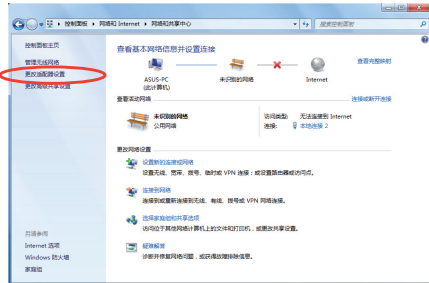 控制面板 ▸ 网络和 Internet ▸ 网络和共享中心
搜索控制面板
控制面板主页
管理无线网络
更改适配器设置
更改高级共享设置
查看基本网络信息并设置连接
查看完整映射
ASUS-PC
(此计算机)
未识别的网络
Internet
查看活动网络
连接或断开连接
未识别的网络
公用网络
访问类型: 无法连接到 Internet
连接: 本地连接 2
更改网络设置
设置新的连接或网络
设置无线、宽带、拨号、临时或 VPN 连接；或设置路由器或访问点。
连接到网络
连接到或重新连接到无线、有线、拨号或 VPN 网络连接。
选择家庭组和共享选项
访问位于其他网络计算机上的文件和打印机，或更改共享设置。
疑难解答
诊断并修复网络问题，或获得故障排除信息。
另请参阅
Internet 选项
Windows 防火墙
家庭组